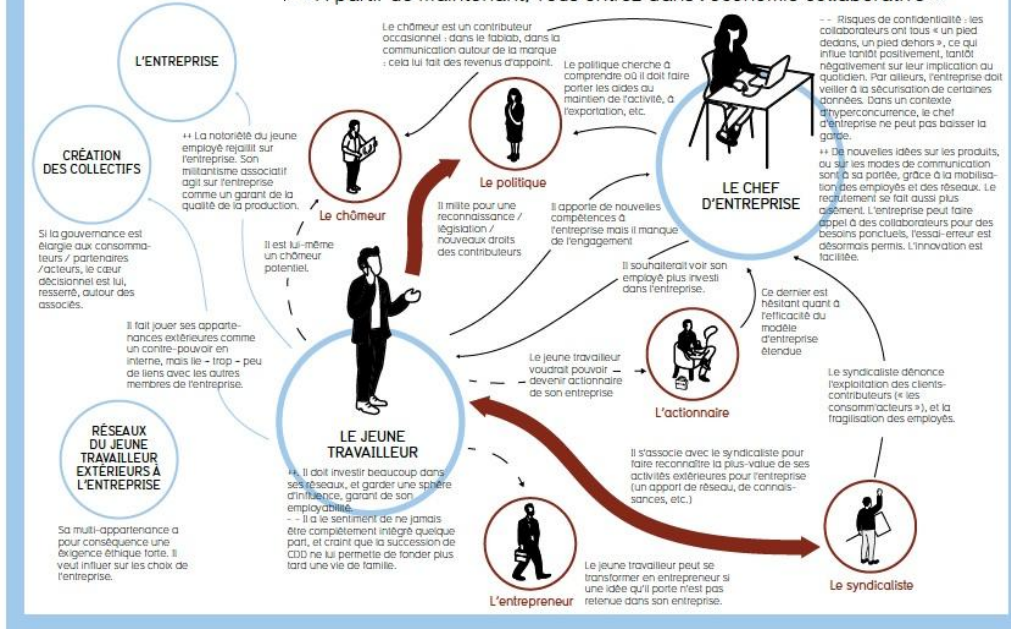 À partir de maintenant, vous entrez dans l'économie collaborative
L'ENTREPRISE
CRÉATION
DES COLLECTIFS
Si la gouvernance est
élargie aux consomma-
teurs / partenaires
/acteurs, le cœur
décisionnel est lui,
resserré, autour des
associés.
++ La notoriété du jeune
employé rejaillit sur
l'entreprise. Son
militantisme associatif
agit sur l'entreprise
comme un garant de la
qualité de la production.
Le chômeur est un contributeur
occasionnel : dans le fablab, dans la
communication autour de la marque
: cela lui fait des revenus d'appoint.
Le chômeur
Il est lui-même
un chômeur
potentiel.
Le politique cherche à
comprendre où il doit faire
porter les aides au
maintien de l'activité, à
l'exportation, etc.
Le politique
Il milite pour une
reconnaissance /
législation /
nouveaux droits
des contributeurs
Il apporte de nouvelles
compétences à
l'entreprise mais il manque
de l'engagement
LE CHEF
D'ENTREPRISE
- - Risques de confidentialité : les
collaborateurs ont tous « un pied
dedans, un pied dehors », ce qui
influe tantôt positivement, tantôt
négativement sur leur implication au
quotidien. Par ailleurs, l'entreprise doit
veiller à la sécurisation de certaines
données. Dans un contexte
d'hyperconcurrence, le chef
d'entreprise ne peut pas baisser la
garde.
++ De nouvelles idées sur les produits,
ou sur les modes de communication
sont à sa portée, grâce à la mobilisa-
tion des employés et des réseaux. Le
recrutement se fait aussi plus
aisément. L'entreprise peut faire
appel à des collaborateurs pour des
besoins ponctuels, l'essai-erreur est
désormais permis. L'innovation est
facilitée.
Il souhaiterait voir son
employé plus investi
dans l'entreprise.
Ce dernier est
hésitant quant à
l'efficacité du
modèle
d'entreprise
étendue
Il fait jouer ses apparte-
nances extérieures comme
un contre-pouvoir en
interne, mais lie – trop – peu
de liens avec les autres
membres de l'entreprise.
Le jeune travailleur
voudrait pouvoir
devenir actionnaire
de son entreprise
L'actionnaire
Le syndicaliste dénonce
l'exploitation des clients-
contributeurs (« les
consomm'acteurs »), et la
fragilisation des employés.
RÉSEAUX
DU JEUNE
TRAVAILLEUR
EXTÉRIEURS À
L'ENTREPRISE
Sa multi-appartenance a
pour conséquence une
exigence éthique forte. Il
veut influer sur les choix de
l'entreprise.
LE JEUNE
TRAVAILLEUR
++ Il doit investir beaucoup dans
ses réseaux, et garder une sphère
d'influence, garant de son
employabilité.
- - Il a le sentiment de ne jamais
être complètement intégré quelque
part, et craint que la succession de
CDD ne lui permette de fonder plus
tard une vie de famille.
Il s'associe avec le syndicaliste pour
faire reconnaître la plus-value de ses
activités extérieures pour l'entreprise
(un apport de réseau, de connais-
sances, etc.)
L'entrepreneur
Le jeune travailleur peut se
transformer en entrepreneur si
une idée qu'il porte n'est pas
retenue dans son entreprise.
Le syndicaliste